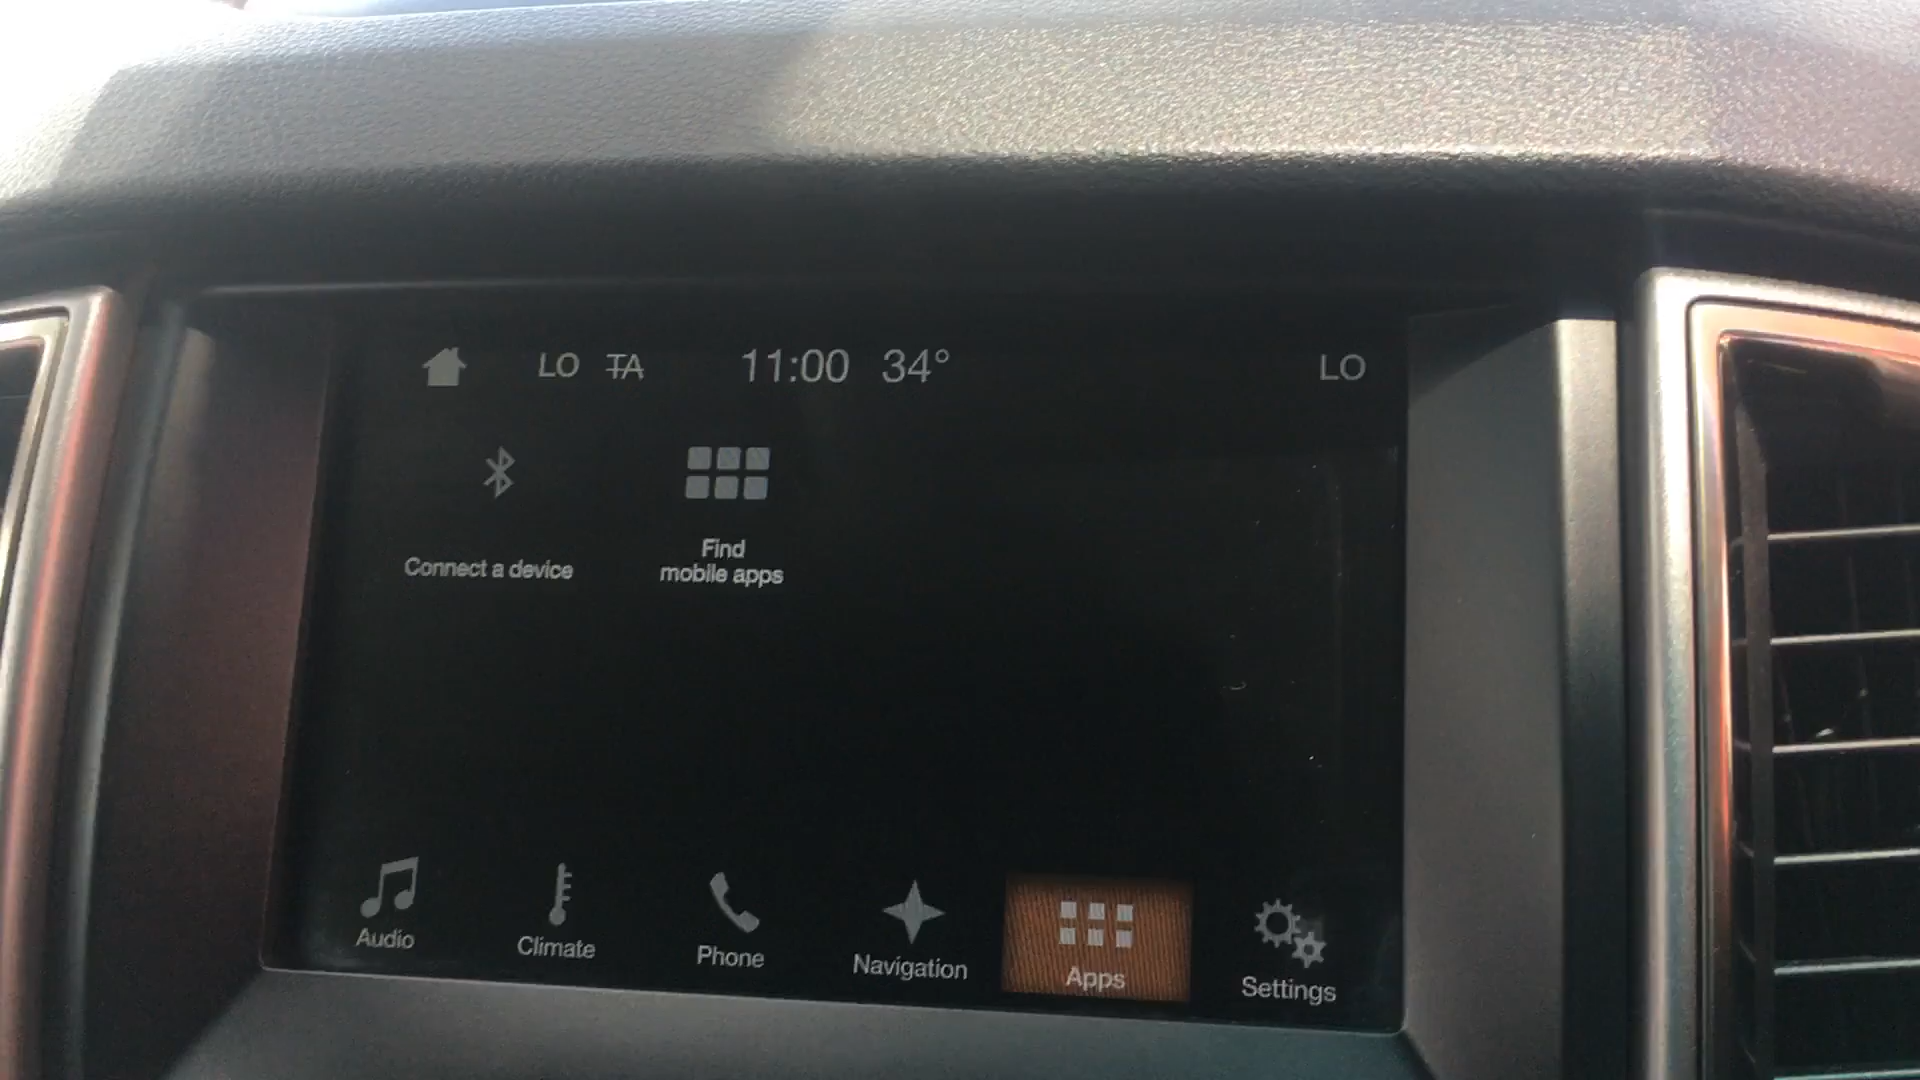 LO TA 11:00 34° LO
Connect a device
Find
mobile apps
Audio
Climate
Phone
Navigation
Apps
Settings